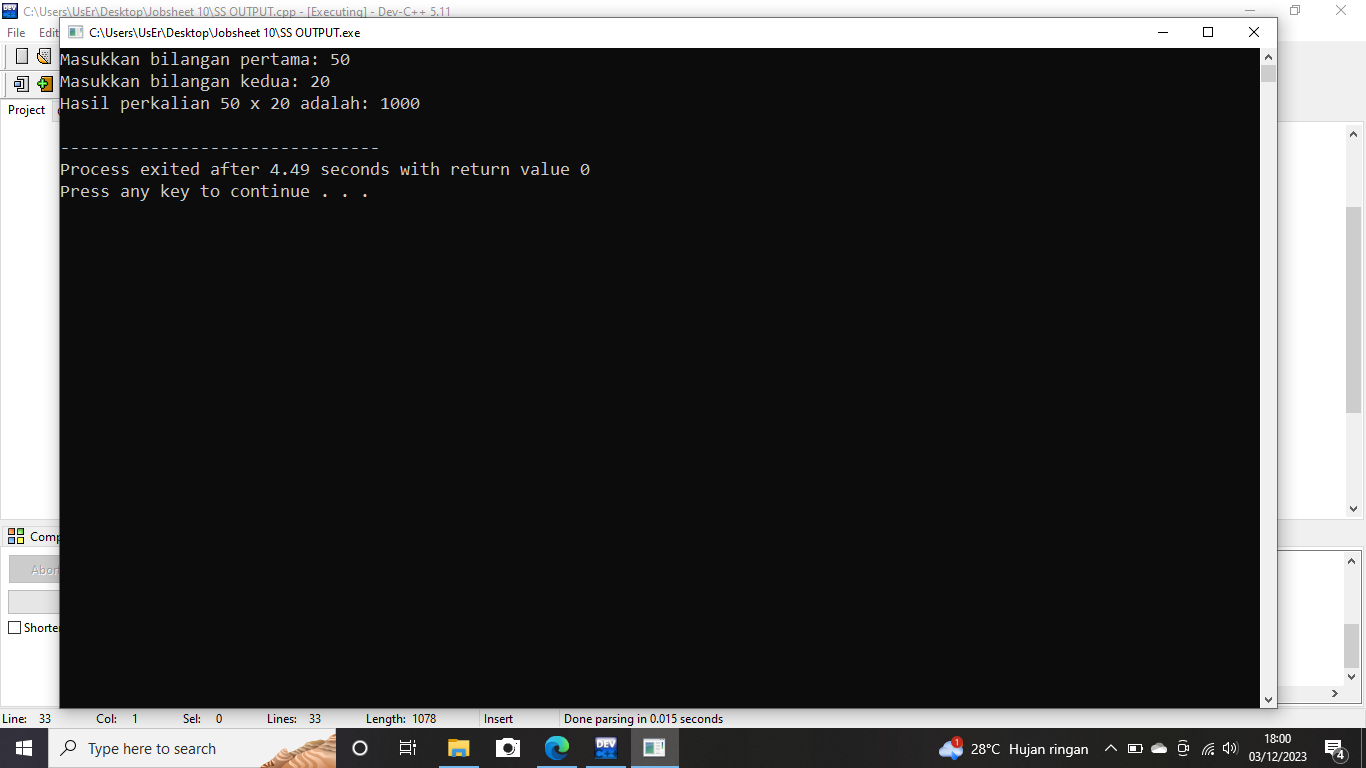 C:\Users\UsEr\Desktop\Jobsheet 10\SS OUTPUT.cpp - [Executing] - Dev-C++ 5.11
File Edit
C:\Users\UsEr\Desktop\Jobsheet 10\SS OUTPUT.exe
Masukkan bilangan pertama: 50
Masukkan bilangan kedua: 20
Hasil perkalian 50 x 20 adalah: 1000
Project
--------------------------------
Process exited after 4.49 seconds with return value 0
Press any key to continue . . .
Comp
Abor
Shorte
Line: 33 Col: 1 Sel: 0 Lines: 33 Length: 1078 Insert Done parsing in 0.015 seconds
Type here to search
DEV
1
28°C Hujan ringan
18:00
03/12/2023
4